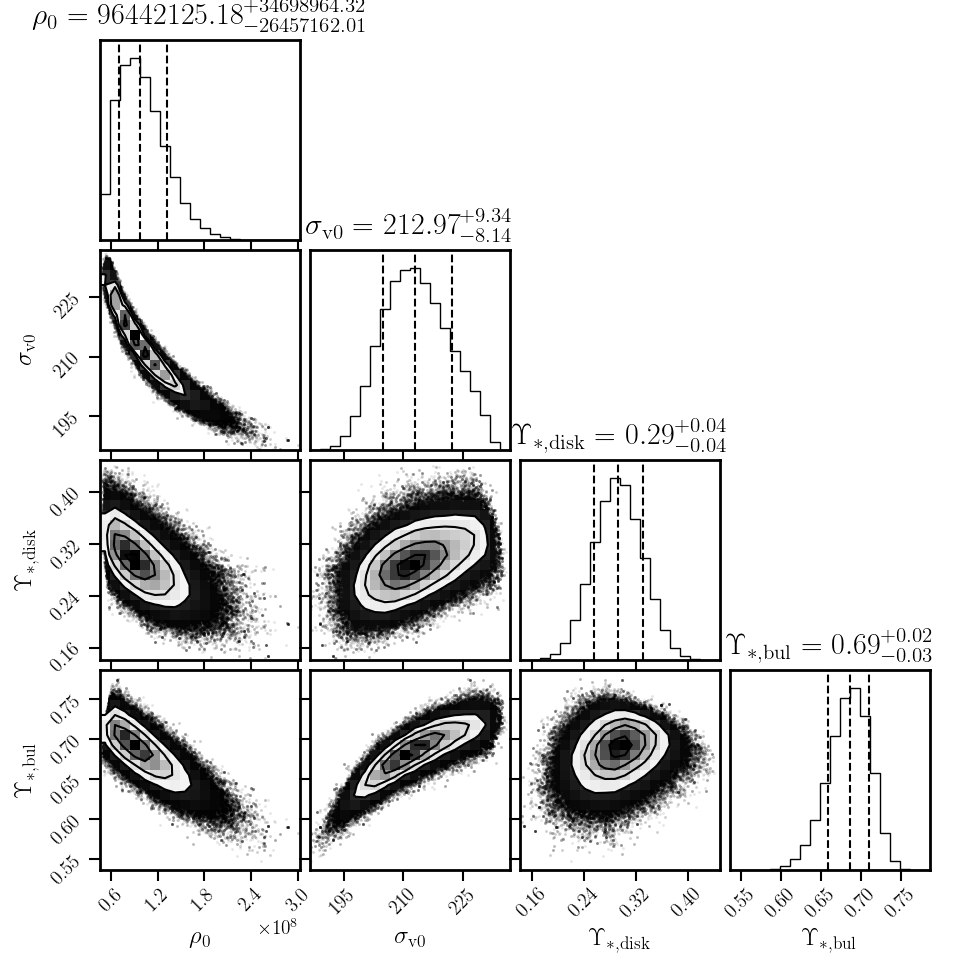 ρ₀ = 96442125.18⁺³⁴⁶⁹⁸⁹⁶⁴·³²₋₂₆₄₅₇₁₆₂.₀₁
σᵥ₀ = 212.97⁺⁹·³⁴₋₈.₁₄
225
210
195
σᵥ₀
ϒ∗,disk = 0.29⁺⁰·⁰⁴₋₀.₀₄
0.40
0.32
0.24
0.16
ϒ∗,disk
ϒ∗,bul = 0.69⁺⁰·⁰²₋₀.₀₃
0.75
0.70
0.65
0.60
0.55
ϒ∗,bul
0.6 1.2 1.8 2.4 3.0 195 210 225 0.16 0.24 0.32 0.40 0.55 0.60 0.65 0.70 0.75
×10⁸
ρ₀ σᵥ₀ ϒ∗,disk ϒ∗,bul